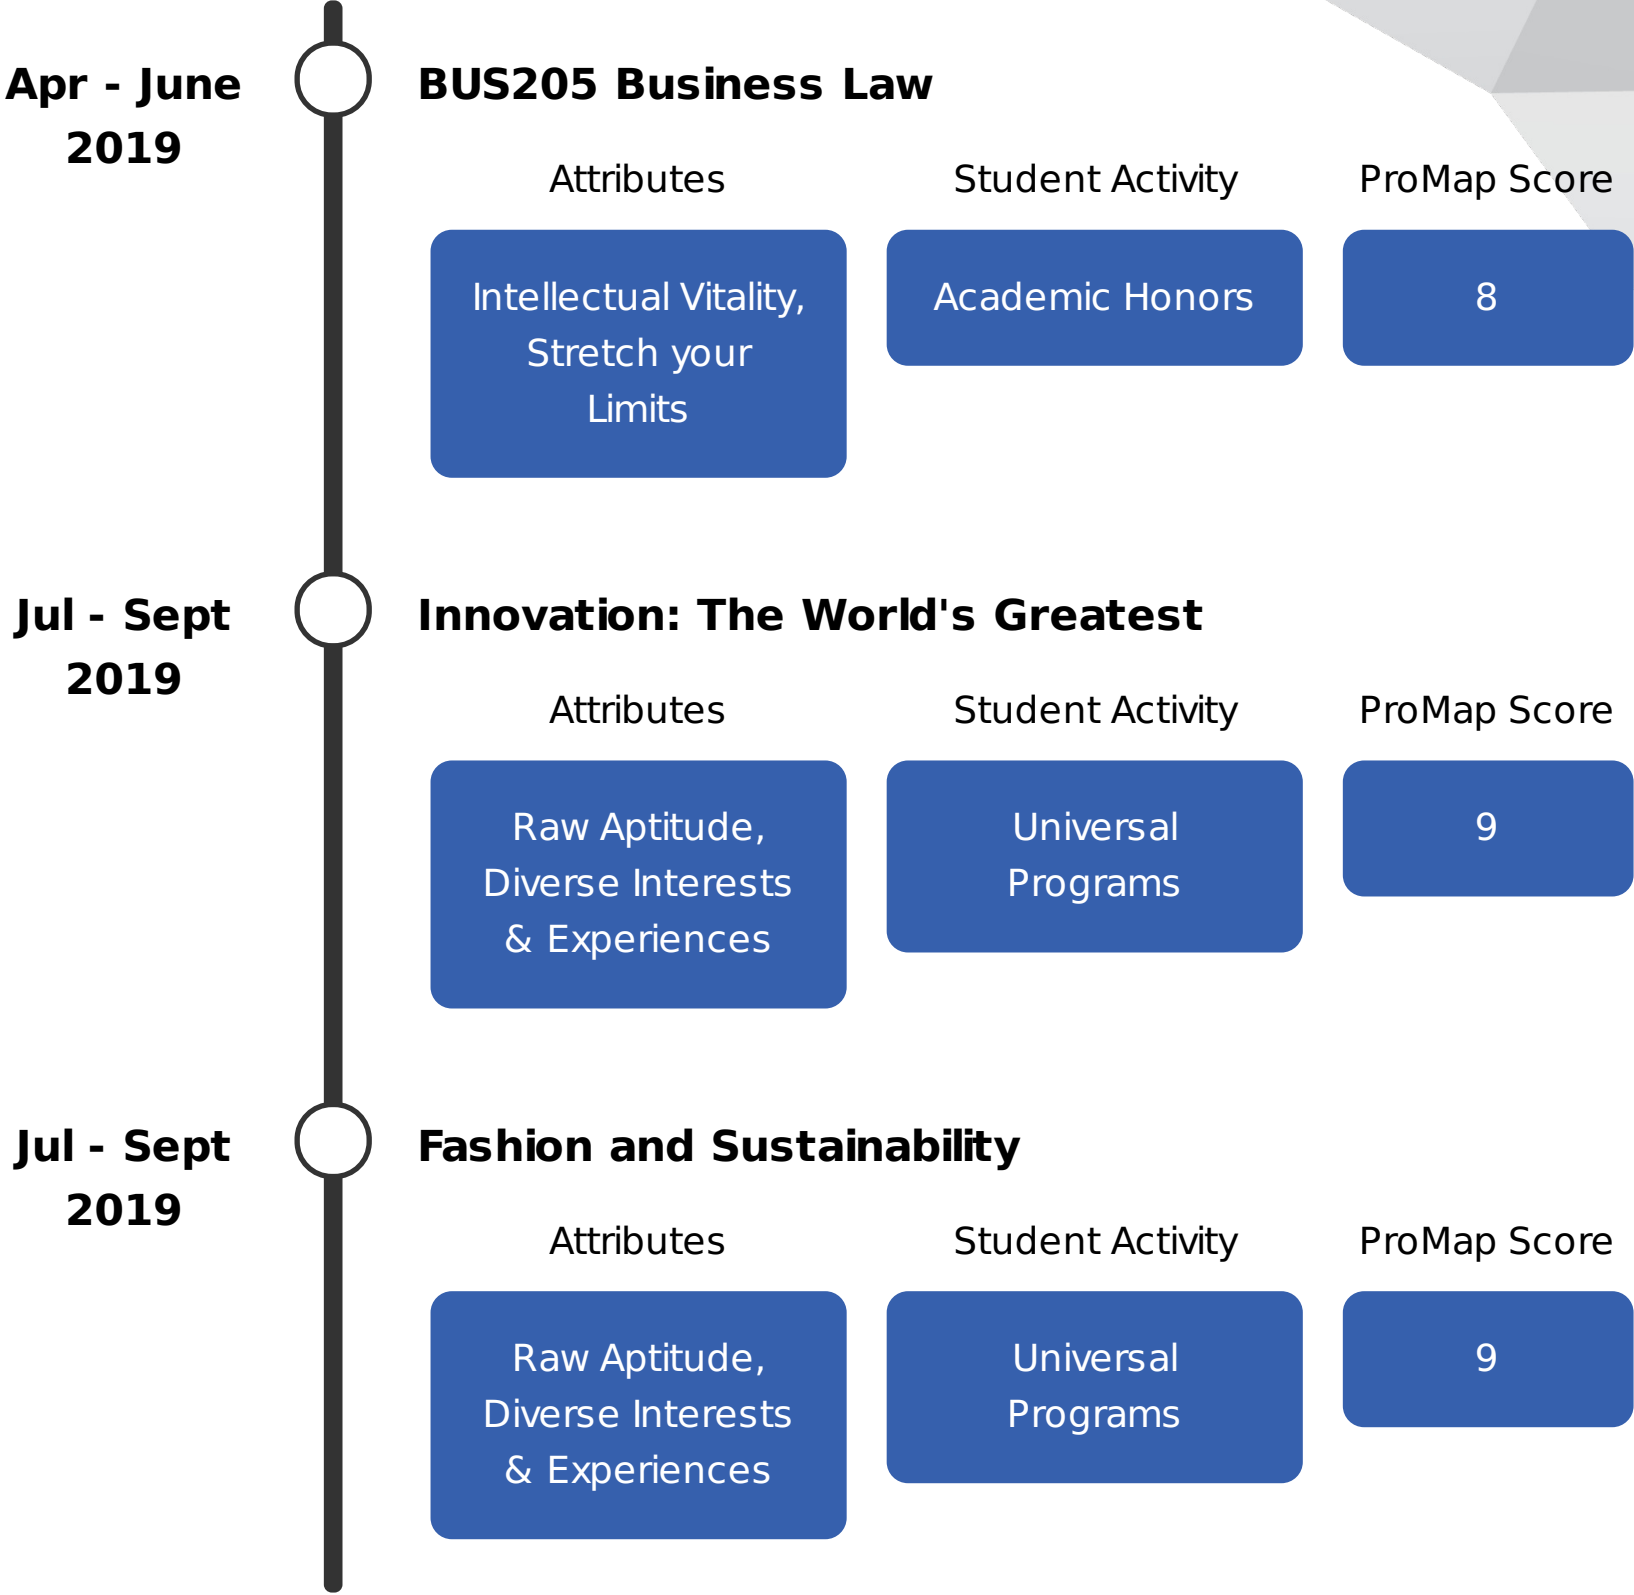 Apr - June
2019
BUS205 Business Law
Attributes
Student Activity
ProMap Score
Intellectual Vitality,
Stretch your
Limits
Academic Honors
8
Jul - Sept
2019
Innovation: The World's Greatest
Attributes
Student Activity
ProMap Score
Raw Aptitude,
Diverse Interests
& Experiences
Universal
Programs
9
Jul - Sept
2019
Fashion and Sustainability
Attributes
Student Activity
ProMap Score
Raw Aptitude,
Diverse Interests
& Experiences
Universal
Programs
9